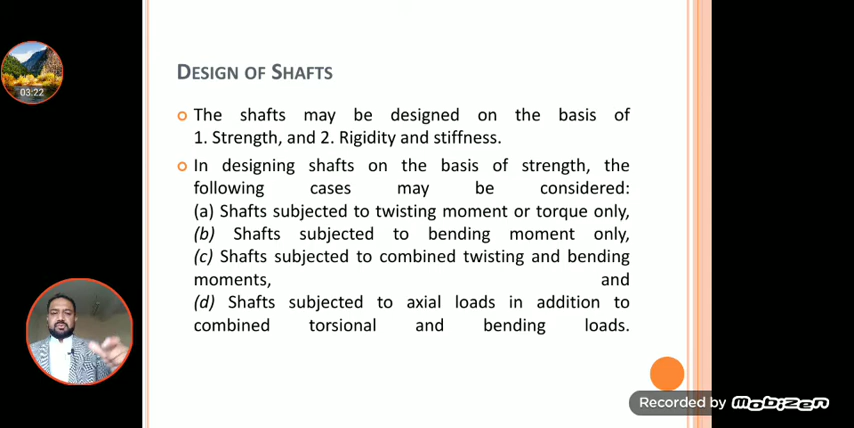 DESIGN OF SHAFTS
The shafts may be designed on the basis of
1. Strength, and 2. Rigidity and stiffness.
In designing shafts on the basis of strength, the
following cases may be considered:
(a) Shafts subjected to twisting moment or torque only,
(b) Shafts subjected to bending moment only,
(c) Shafts subjected to combined twisting and bending
moments, and
(d) Shafts subjected to axial loads in addition to
combined torsional and bending loads.
03:22
Recorded by mobizen